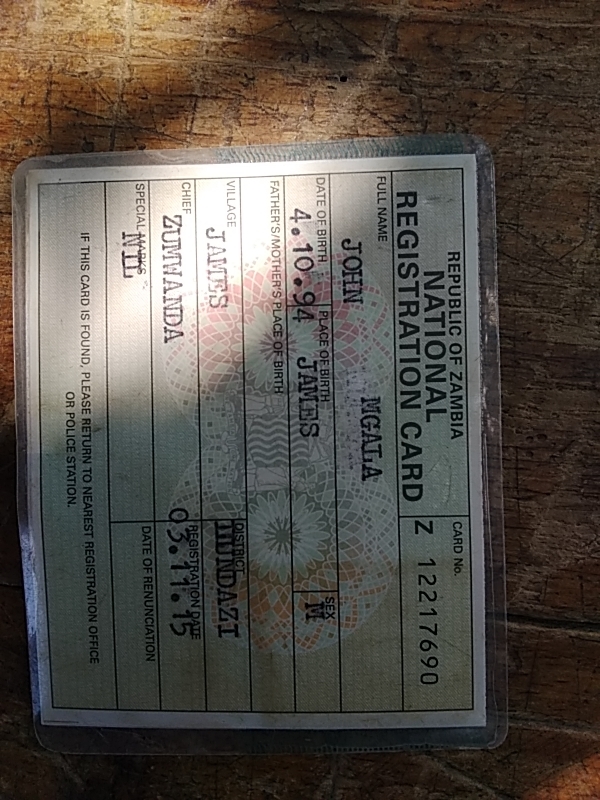 REPUBLIC OF ZAMBIA
NATIONAL
REGISTRATION CARD
CARD No.
Z 12217690
FULL NAME
JOHN NGALA
DATE OF BIRTH
4.10.94
PLACE OF BIRTH
JAMES
SEX
M
FATHER'S/MOTHER'S PLACE OF BIRTH
VILLAGE
JAMES
DISTRICT
CHIEF
ZUMWANDA
REGISTRATION DATE
03.11.15
SPECIAL MARKS
NIL
DATE OF RENUNCIATION
IF THIS CARD IS FOUND, PLEASE RETURN TO NEAREST REGISTRATION OFFICE
OR POLICE STATION.